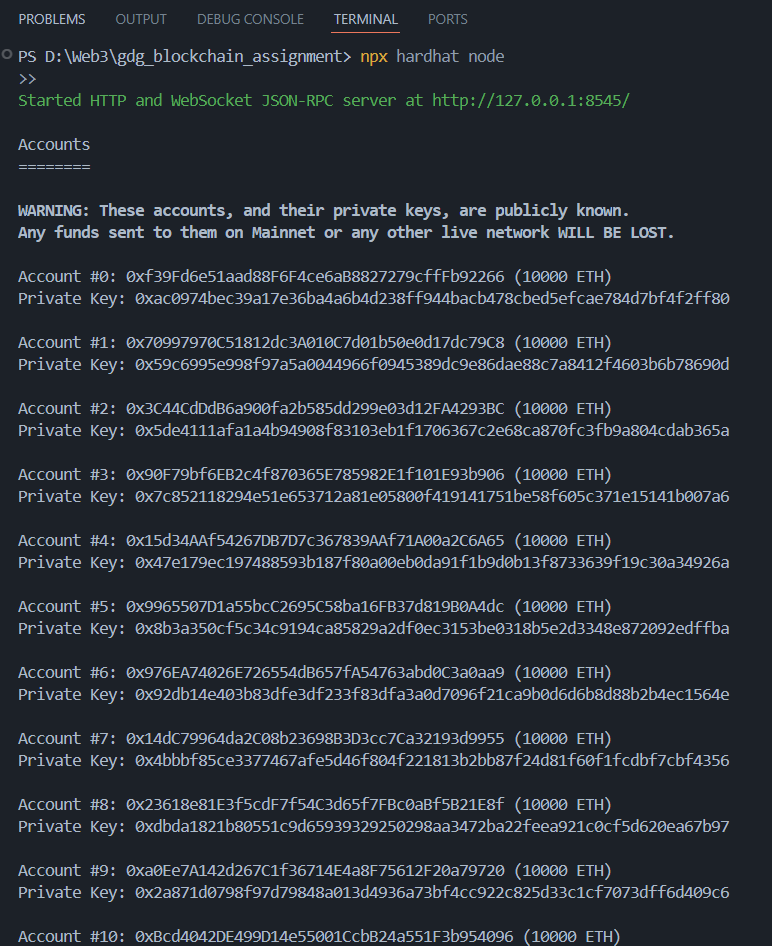 PROBLEMS OUTPUT DEBUG CONSOLE TERMINAL PORTS
PS D:\Web3\gdg_blockchain_assignment> npx hardhat node
>>
Started HTTP and WebSocket JSON-RPC server at http://127.0.0.1:8545/
Accounts
========
WARNING: These accounts, and their private keys, are publicly known.
Any funds sent to them on Mainnet or any other live network WILL BE LOST.
Account #0: 0xf39Fd6e51aad88F6F4ce6aB8827279cffFb92266 (10000 ETH)
Private Key: 0xac0974bec39a17e36ba4a6b4d238ff944bacb478cbed5efcae784d7bf4f2ff80
Account #1: 0x70997970C51812dc3A010C7d01b50e0d17dc79C8 (10000 ETH)
Private Key: 0x59c6995e998f97a5a0044966f0945389dc9e86dae88c7a8412f4603b6b78690d
Account #2: 0x3C44CdDdB6a900fa2b585dd299e03d12FA4293BC (10000 ETH)
Private Key: 0x5de4111afa1a4b94908f83103eb1f1706367c2e68ca870fc3fb9a804cdab365a
Account #3: 0x90F79bf6EB2c4f870365E785982E1f101E93b906 (10000 ETH)
Private Key: 0x7c852118294e51e653712a81e05800f419141751be58f605c371e15141b007a6
Account #4: 0x15d34AAf54267DB7D7c367839AAf71A00a2C6A65 (10000 ETH)
Private Key: 0x47e179ec197488593b187f80a00eb0da91f1b9d0b13f8733639f19c30a34926a
Account #5: 0x9965507D1a55bcC2695C58ba16FB37d819B0A4dc (10000 ETH)
Private Key: 0x8b3a350cf5c34c9194ca85829a2df0ec3153be0318b5e2d3348e872092edffba
Account #6: 0x976EA74026E726554dB657fA54763abd0C3a0aa9 (10000 ETH)
Private Key: 0x92db14e403b83dfe3df233f83dfa3a0d7096f21ca9b0d6d6b8d88b2b4ec1564e
Account #7: 0x14dC79964da2C08b23698B3D3cc7Ca32193d9955 (10000 ETH)
Private Key: 0x4bbbf85ce3377467afe5d46f804f221813b2bb87f24d81f60f1fcdbf7cbf4356
Account #8: 0x23618e81E3f5cdF7f54C3d65f7FBc0aBf5B21E8f (10000 ETH)
Private Key: 0xdbda1821b80551c9d65939329250298aa3472ba22feea921c0cf5d620ea67b97
Account #9: 0xa0Ee7A142d267C1f36714E4a8F75612F20a79720 (10000 ETH)
Private Key: 0x2a871d0798f97d79848a013d4936a73bf4cc922c825d33c1cf7073dff6d409c6
Account #10: 0xBcd4042DE499D14e55001CcbB24a551F3b954096 (10000 ETH)